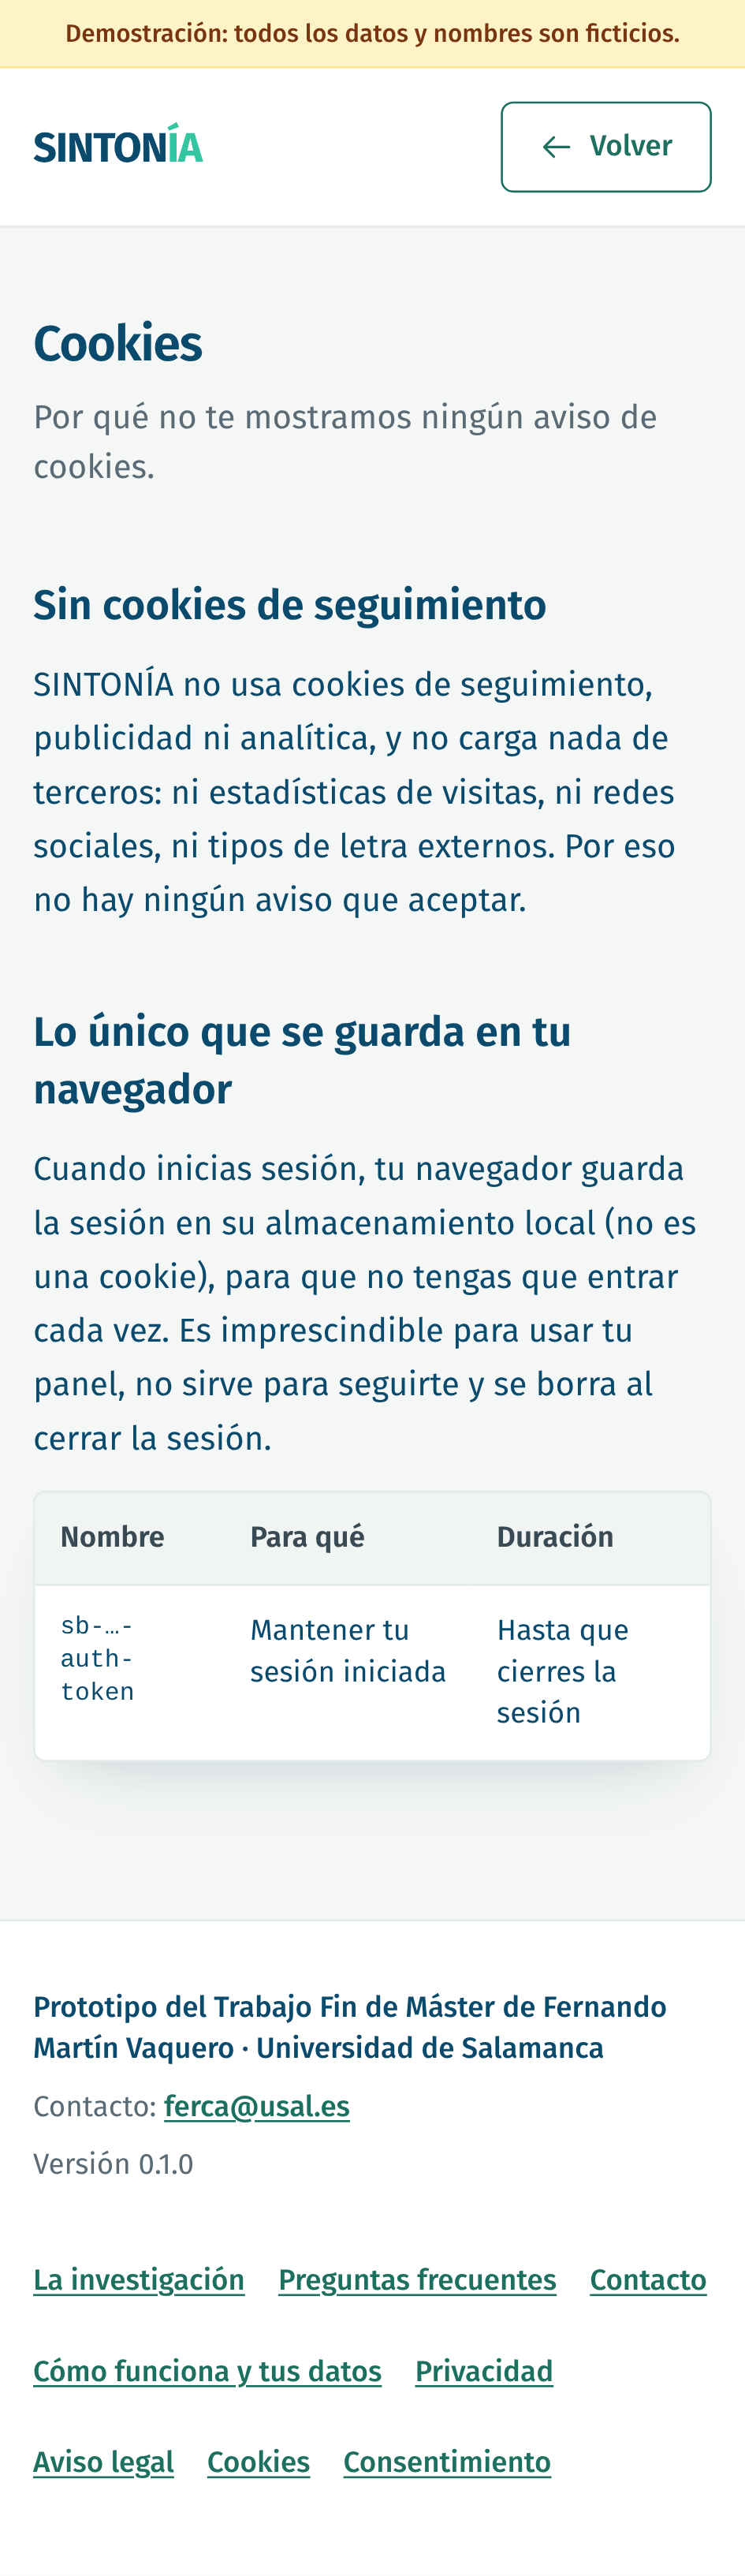 Demostración: todos los datos y nombres son ficticios.
SINTONÍA
← Volver
Cookies
Por qué no te mostramos ningún aviso de
cookies.
Sin cookies de seguimiento
SINTONÍA no usa cookies de seguimiento,
publicidad ni analítica, y no carga nada de
terceros: ni estadísticas de visitas, ni redes
sociales, ni tipos de letra externos. Por eso
no hay ningún aviso que aceptar.
Lo único que se guarda en tu
navegador
Cuando inicias sesión, tu navegador guarda
la sesión en su almacenamiento local (no es
una cookie), para que no tengas que entrar
cada vez. Es imprescindible para usar tu
panel, no sirve para seguirte y se borra al
cerrar la sesión.
Nombre Para qué Duración
sb-…- Mantener tu Hasta que
auth- sesión iniciada cierres la
token sesión
Prototipo del Trabajo Fin de Máster de Fernando
Martín Vaquero · Universidad de Salamanca
Contacto: ferca@usal.es
Versión 0.1.0
La investigación Preguntas frecuentes Contacto
Cómo funciona y tus datos Privacidad
Aviso legal Cookies Consentimiento